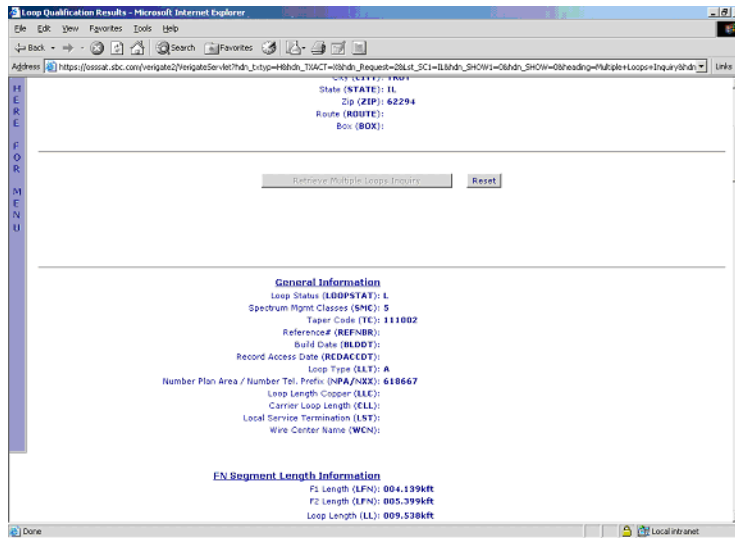 Loop Qualification Results - Microsoft Internet Explorer
File Edit View Favorites Tools Help
Back Search Favorites
Address https://osssat.sbc.com/verigate2/VerigateServlet?hdn_txtyp=H&hdn_TXACT=X&hdn_Request=2&Lst_SC1=IL&hdn_SHOW1=0&hdn_SHOW=0&heading=Multiple+Loops+Inquiry&hdn Links
HERE FOR MENU
City (CITY): TROY
State (STATE): IL
Zip (ZIP): 62294
Route (ROUTE):
Box (BOX):
Retrieve Multiple Loops Inquiry Reset
General Information
Loop Status (LOOPSTAT): L
Spectrum Mgmt Classes (SMC): 5
Taper Code (TC): 111002
Reference# (REFNBR):
Build Date (BLDDT):
Record Access Date (RCDACCDT):
Loop Type (LLT): A
Number Plan Area / Number Tel. Prefix (NPA/NXX): 618667
Loop Length Copper (LLC):
Carrier Loop Length (CLL):
Local Service Termination (LST):
Wire Center Name (WCN):
FN Segment Length Information
F1 Length (LFN): 004.139kft
F2 Length (LFN): 005.399kft
Loop Length (LL): 009.538kft
Done Local intranet